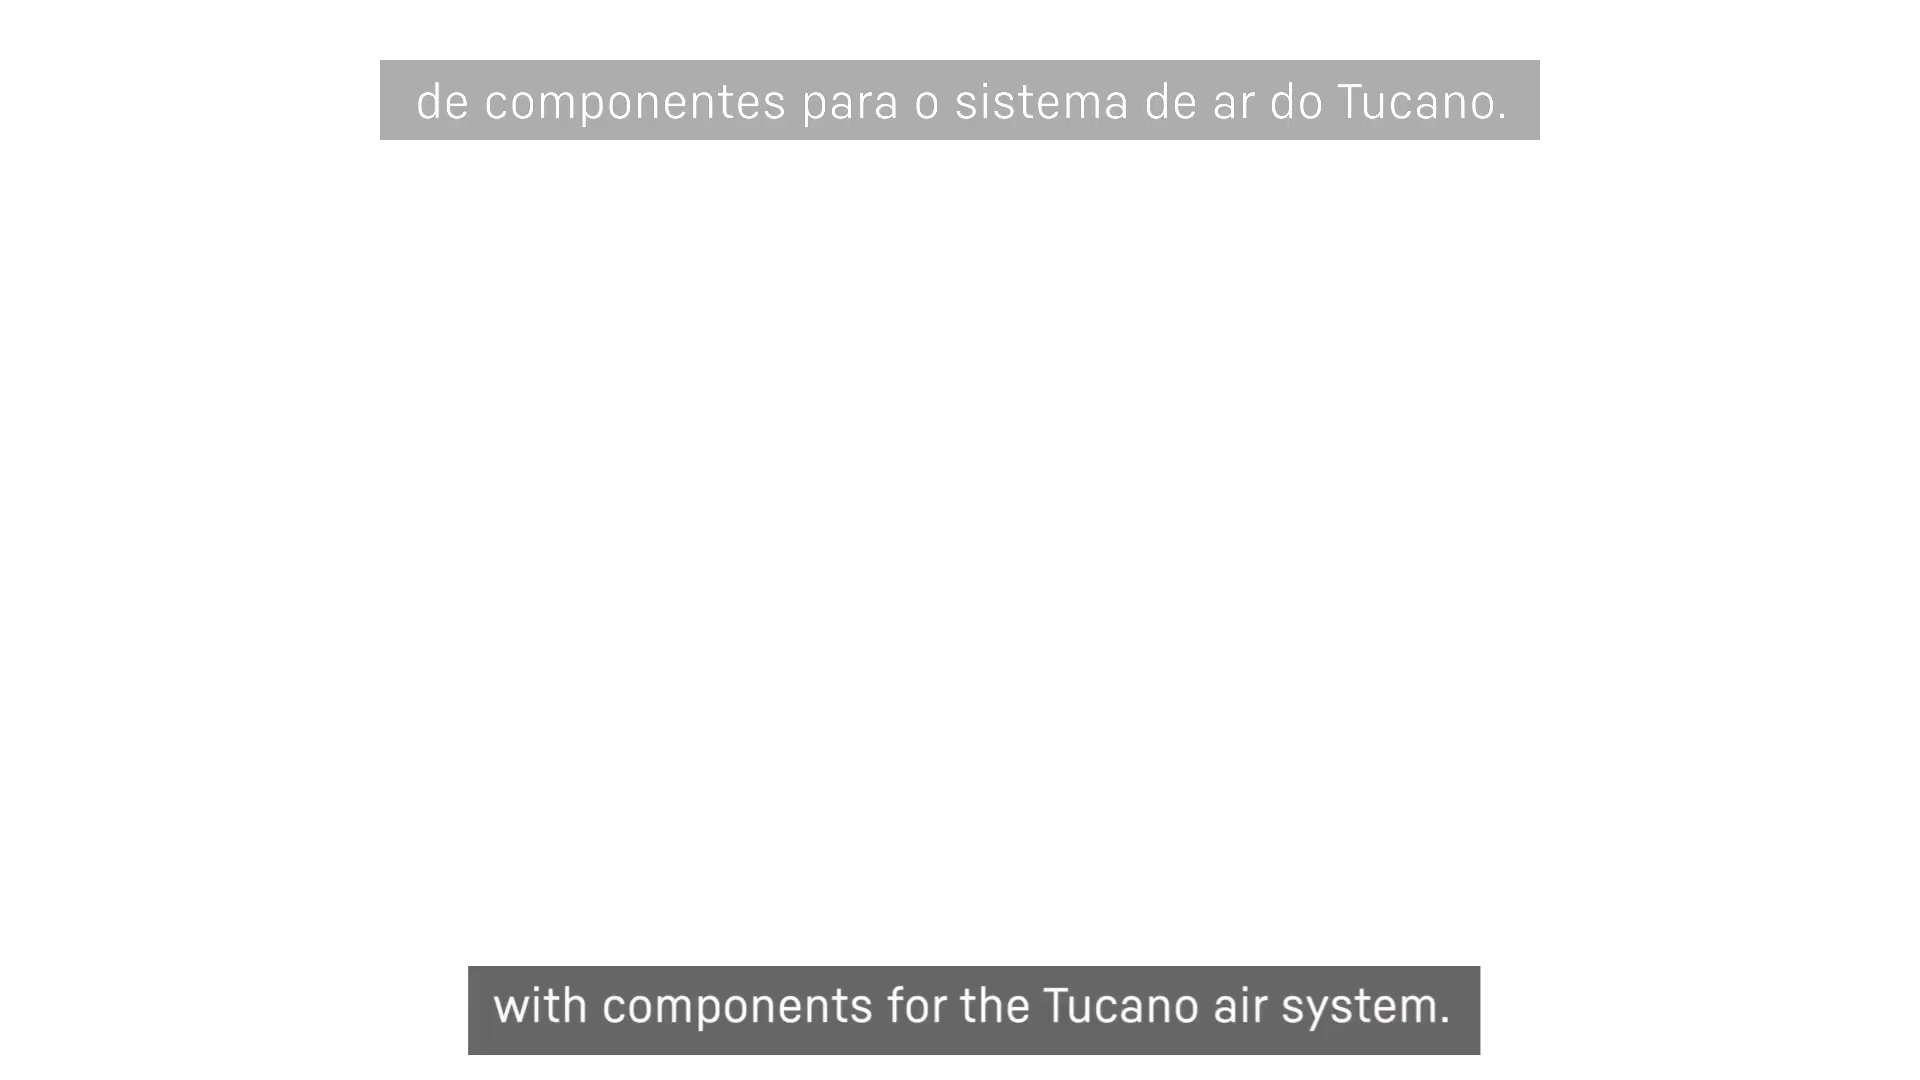 de componentes para o sistema de ar do Tucano.
with components for the Tucano air system.